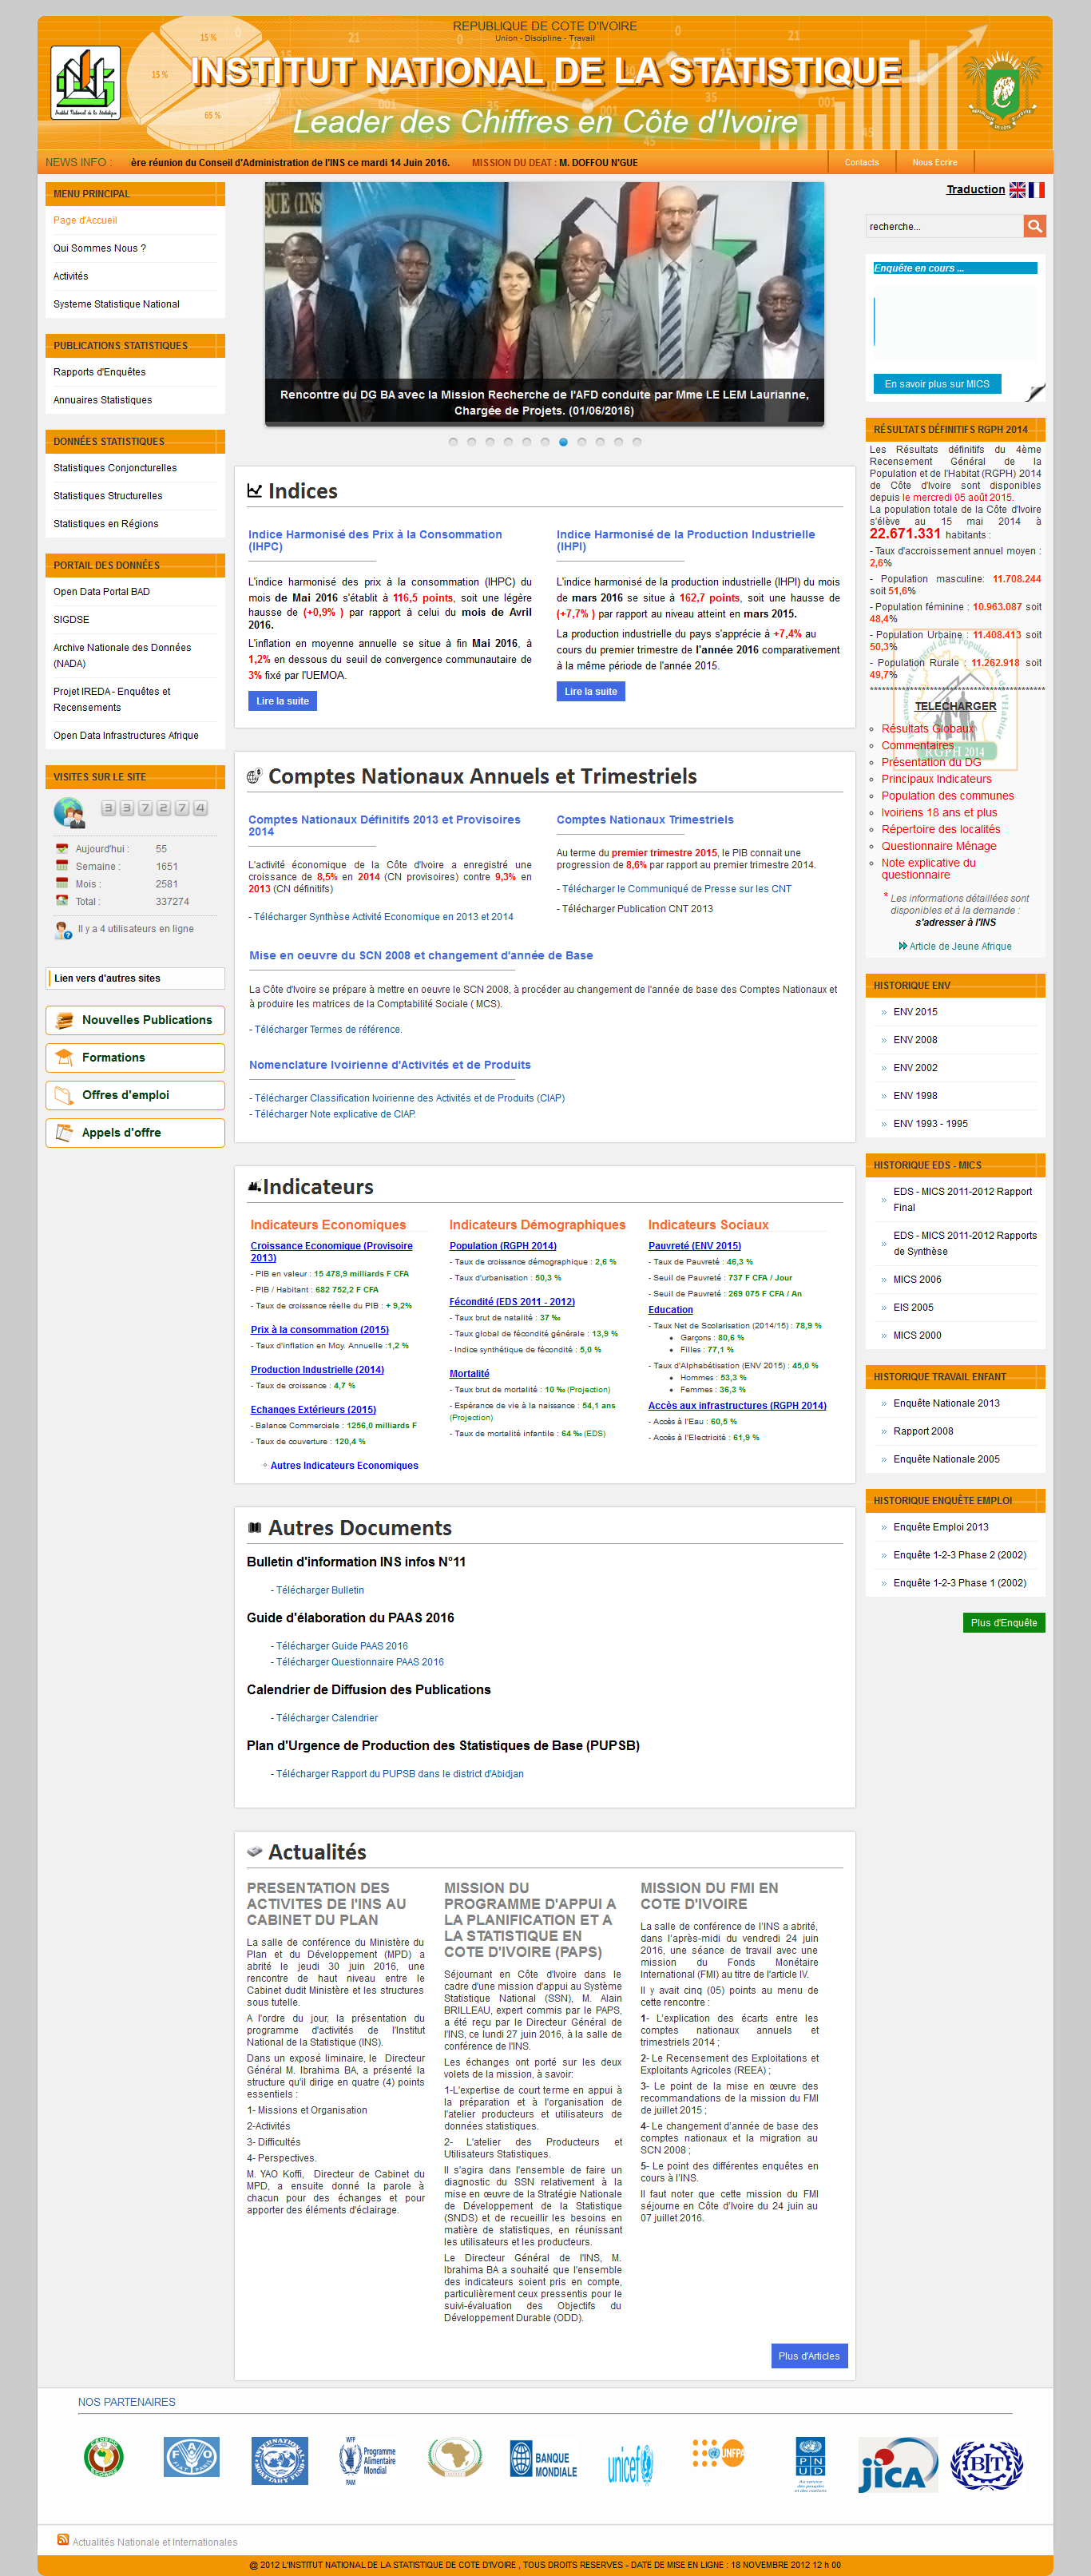 REPUBLIQUE DE COTE D'IVOIRE
Union - Discipline - Travail
INSTITUT NATIONAL DE LA STATISTIQUE
Leader des Chiffres en Côte d'Ivoire
NEWS INFO :
ère réunion du Conseil d'Administration de l'INS ce mardi 14 Juin 2016. MISSION DU DEAT : M. DOFFOU N'GUE
Contacts
Nous Ecrire
MENU PRINCIPAL
Page d'Accueil
Qui Sommes Nous ?
Activités
Systeme Statistique National
PUBLICATIONS STATISTIQUES
Rapports d'Enquêtes
Annuaires Statistiques
DONNÉES STATISTIQUES
Statistiques Conjoncturelles
Statistiques Structurelles
Statistiques en Régions
PORTAIL DES DONNÉES
Open Data Portal BAD
SIGDSE
Archive Nationale des Données
(NADA)
Projet IREDA - Enquêtes et
Recensements
Open Data Infrastructures Afrique
VISITES SUR LE SITE
337274
Aujourd'hui : 55
Semaine : 1651
Mois : 2581
Total : 337274
Il y a 4 utilisateurs en ligne
Lien vers d'autres sites
Nouvelles Publications
Formations
Offres d'emploi
Appels d'offre
Rencontre du DG BA avec la Mission Recherche de l'AFD conduite par Mme LE LEM Laurianne,
Chargée de Projets. (01/06/2016)
Indices
Indice Harmonisé des Prix à la Consommation
(IHPC)
L'indice harmonisé des prix à la consommation (IHPC) du
mois de Mai 2016 s'établit à 116,5 points, soit une légère
hausse de (+0,9% ) par rapport à celui du mois de Avril
2016.
L'inflation en moyenne annuelle se situe à fin Mai 2016, à
1,2% en dessous du seuil de convergence communautaire de
3% fixé par l'UEMOA.
Lire la suite
Indice Harmonisé de la Production Industrielle
(IHPI)
L'indice harmonisé de la production industrielle (IHPI) du mois
de mars 2016 se situe à 162,7 points, soit une hausse de
(+7,7% ) par rapport au niveau atteint en mars 2015.
La production industrielle du pays s'apprécie à +7,4% au
cours du premier trimestre de l'année 2016 comparativement
à la même période de l'année 2015.
Lire la suite
Comptes Nationaux Annuels et Trimestriels
Comptes Nationaux Définitifs 2013 et Provisoires
2014
L'activité économique de la Côte d'Ivoire a enregistré une
croissance de 8,5% en 2014 (CN provisoires) contre 9,3% en
2013 (CN définitifs)
- Télécharger Synthèse Activité Economique en 2013 et 2014
Comptes Nationaux Trimestriels
Au terme du premier trimestre 2015, le PIB connait une
progression de 8,6% par rapport au premier trimestre 2014.
- Télécharger le Communiqué de Presse sur les CNT
- Télécharger Publication CNT 2013
Mise en oeuvre du SCN 2008 et changement d'année de Base
La Côte d'Ivoire se prépare à mettre en oeuvre le SCN 2008, à procéder au changement de l'année de base des Comptes Nationaux et
à produire les matrices de la Comptabilité Sociale ( MCS).
- Télécharger Termes de référence.
Nomenclature Ivoirienne d'Activités et de Produits
- Télécharger Classification Ivoirienne des Activités et de Produits (CIAP)
- Télécharger Note explicative de CIAP.
Indicateurs
Indicateurs Economiques
Croissance Economique (Provisoire
2013)
- PIB en valeur : 15 478,9 milliards F CFA
- PIB / Habitant : 682 752,2 F CFA
- Taux de croissance réelle du PIB : + 9,2%
Prix à la consommation (2015)
- Taux d'inflation en Moy. Annuelle :1,2 %
Production Industrielle (2014)
- Taux de croissance : 4,7 %
Echanges Extérieurs (2015)
- Balance Commerciale : 1256,0 milliards F
- Taux de couverture : 120,4 %
Autres Indicateurs Economiques
Indicateurs Démographiques
Population (RGPH 2014)
- Taux de croissance démographique : 2,6 %
- Taux d'urbanisation : 50,3 %
Fécondité (EDS 2011 - 2012)
- Taux brut de natalité : 37 ‰
- Taux global de fécondité générale : 13,9 %
- Indice synthétique de fécondité : 5,0 %
Mortalité
- Taux brut de mortalité : 10 ‰ (Projection)
- Espérance de vie à la naissance : 54,1 ans
(Projection)
- Taux de mortalité infantile : 64 ‰ (EDS)
Indicateurs Sociaux
Pauvreté (ENV 2015)
- Taux de Pauvreté : 46,3 %
- Seuil de Pauvreté : 737 F CFA / Jour
- Seuil de Pauvreté : 269 075 F CFA / An
Education
- Taux Net de Scolarisation (2014/15) : 78,9 %
Garçons : 80,6 %
Filles : 77,1 %
- Taux d'Alphabétisation (ENV 2015) : 45,0 %
Hommes : 53,3 %
Femmes : 36,3 %
Accès aux infrastructures (RGPH 2014)
- Accès à l'Eau : 60,5 %
- Accès à l'Electricité : 61,9 %
Autres Documents
Bulletin d'information INS infos N°11
- Télécharger Bulletin
Guide d'élaboration du PAAS 2016
- Télécharger Guide PAAS 2016
- Télécharger Questionnaire PAAS 2016
Calendrier de Diffusion des Publications
- Télécharger Calendrier
Plan d'Urgence de Production des Statistiques de Base (PUPSB)
- Télécharger Rapport du PUPSB dans le district d'Abidjan
Actualités
PRESENTATION DES
ACTIVITES DE l'INS AU
CABINET DU PLAN
La salle de conférence du Ministère du
Plan et du Développement (MPD) a
abrité le jeudi 30 juin 2016, une
rencontre de haut niveau entre le
Cabinet dudit Ministère et les structures
sous tutelle.
A l'ordre du jour, la présentation du
programme d'activités de l'Institut
National de la Statistique (INS).
Dans un exposé liminaire, le Directeur
Général M. Ibrahima BA, a présenté la
structure qu'il dirige en quatre (4) points
essentiels :
1- Missions et Organisation
2-Activités
3- Difficultés
4- Perspectives.
M. YAO Koffi, Directeur de Cabinet du
MPD, a ensuite donné la parole à
chacun pour des échanges et pour
apporter des éléments d'éclairage.
MISSION DU
PROGRAMME D'APPUI A
LA PLANIFICATION ET A
LA STATISTIQUE EN
COTE D'IVOIRE (PAPS)
Séjournant en Côte d'Ivoire dans le
cadre d'une mission d'appui au Système
Statistique National (SSN), M. Alain
BRILLEAU, expert commis par le PAPS,
a été reçu par le Directeur Général de
l'INS, ce lundi 27 juin 2016, à la salle de
conférence de l'INS.
Les échanges ont porté sur les deux
volets de la mission, à savoir:
1-L'expertise de court terme en appui à
la préparation et à l'organisation de
l'atelier producteurs et utilisateurs de
données statistiques.
2- L'atelier des Producteurs et
Utilisateurs Statistiques.
Il s'agira dans l'ensemble de faire un
diagnostic du SSN relativement à la
mise en œuvre de la Stratégie Nationale
de Développement de la Statistique
(SNDS) et de recueillir les besoins en
matière de statistiques, en réunissant
les utilisateurs et les producteurs.
Le Directeur Général de l'INS, M.
Ibrahima BA a souhaité que l'ensemble
des indicateurs soient pris en compte,
particulièrement ceux pressentis pour le
suivi-évaluation des Objectifs du
Développement Durable (ODD).
MISSION DU FMI EN
COTE D'IVOIRE
La salle de conférence de l'INS a abrité,
dans l'après-midi du vendredi 24 juin
2016, une séance de travail avec une
mission du Fonds Monétaire
International (FMI) au titre de l'article IV.
Il y avait cinq (05) points au menu de
cette rencontre :
1- L'explication des écarts entre les
comptes nationaux annuels et
trimestriels 2014 ;
2- Le Recensement des Exploitations et
Exploitants Agricoles (REEA) ;
3- Le point de la mise en œuvre des
recommandations de la mission du FMI
de juillet 2015 ;
4- Le changement d'année de base des
comptes nationaux et la migration au
SCN 2008 ;
5- Le point des différentes enquêtes en
cours à l'INS.
Il faut noter que cette mission du FMI
séjourne en Côte d'Ivoire du 24 juin au
07 juillet 2016.
Plus d'Articles
Traduction
recherche...
Enquête en cours ...
En savoir plus sur MICS
RÉSULTATS DÉFINITIFS RGPH 2014
Les Résultats définitifs du 4ème
Recensement Général de la
Population et de l'Habitat (RGPH) 2014
de Côte d'Ivoire sont disponibles
depuis le mercredi 05 août 2015.
La population totale de la Côte d'Ivoire
s'élève au 15 mai 2014 à
22.671.331 habitants :
- Taux d'accroissement annuel moyen :
2,6%
- Population masculine: 11.708.244
soit 51,6%
- Population féminine : 10.963.087 soit
48,4%
- Population Urbaine : 11.408.413 soit
50,3%
- Population Rurale : 11.262.918 soit
49,7%
TELECHARGER
Résultats Globaux
Commentaires
Présentation du DG
Principaux Indicateurs
Population des communes
Ivoiriens 18 ans et plus
Répertoire des localités
Questionnaire Ménage
Note explicative du
questionnaire
RGPH 2014
* Les informations détaillées sont
disponibles et à la demande :
s'adresser à l'INS
Article de Jeune Afrique
HISTORIQUE ENV
ENV 2015
ENV 2008
ENV 2002
ENV 1998
ENV 1993 - 1995
HISTORIQUE EDS - MICS
EDS - MICS 2011-2012 Rapport
Final
EDS - MICS 2011-2012 Rapports
de Synthèse
MICS 2006
EIS 2005
MICS 2000
HISTORIQUE TRAVAIL ENFANT
Enquête Nationale 2013
Rapport 2008
Enquête Nationale 2005
HISTORIQUE ENQUÊTE EMPLOI
Enquête Emploi 2013
Enquête 1-2-3 Phase 2 (2002)
Enquête 1-2-3 Phase 1 (2002)
Plus d'Enquête
NOS PARTENAIRES
FAO
WFP
PAM
Programme
Alimentaire
Mondial
BANQUE
MONDIALE
unicef
UNFPA
PNUD
JICA
BIT
Actualités Nationale et Internationales
@ 2012 L'INSTITUT NATIONAL DE LA STATISTIQUE DE COTE D'IVOIRE , TOUS DROITS RESERVES - DATE DE MISE EN LIGNE : 18 NOVEMBRE 2012 12 h 00